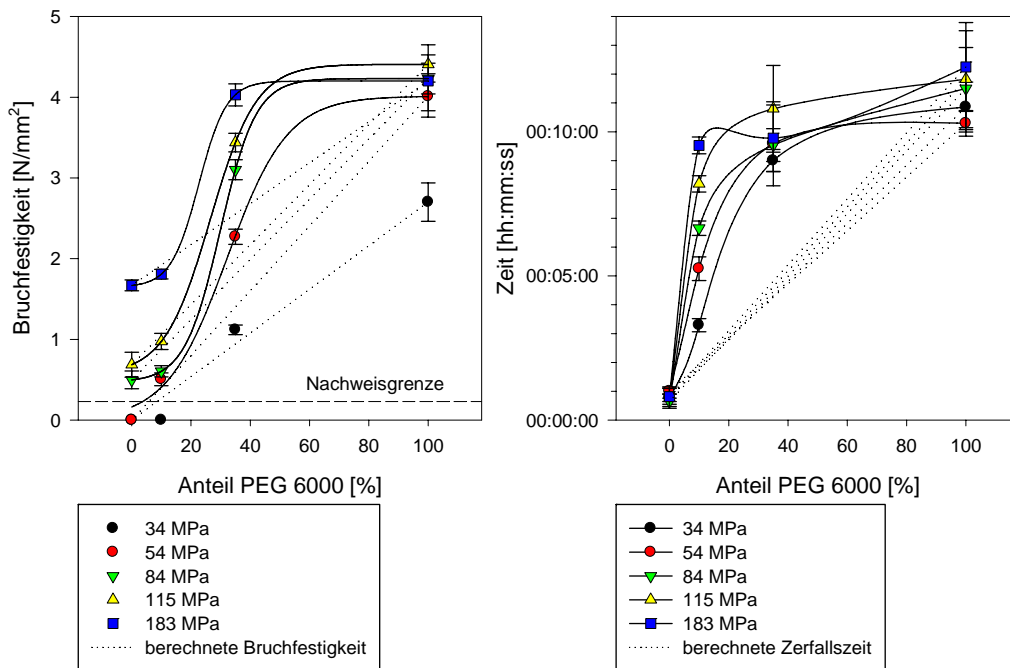 5
4
3
2
1
0
Bruchfestigkeit [N/mm²]
Nachweisgrenze
0 20 40 60 80 100
Anteil PEG 6000 [%]
34 MPa
54 MPa
84 MPa
115 MPa
183 MPa
berechnete Bruchfestigkeit
00:10:00
00:05:00
00:00:00
Zeit [hh:mm.ss]
0 20 40 60 80 100
Anteil PEG 6000 [%]
34 MPa
54 MPa
84 MPa
115 MPa
183 MPa
berechnete Zerfallszeit